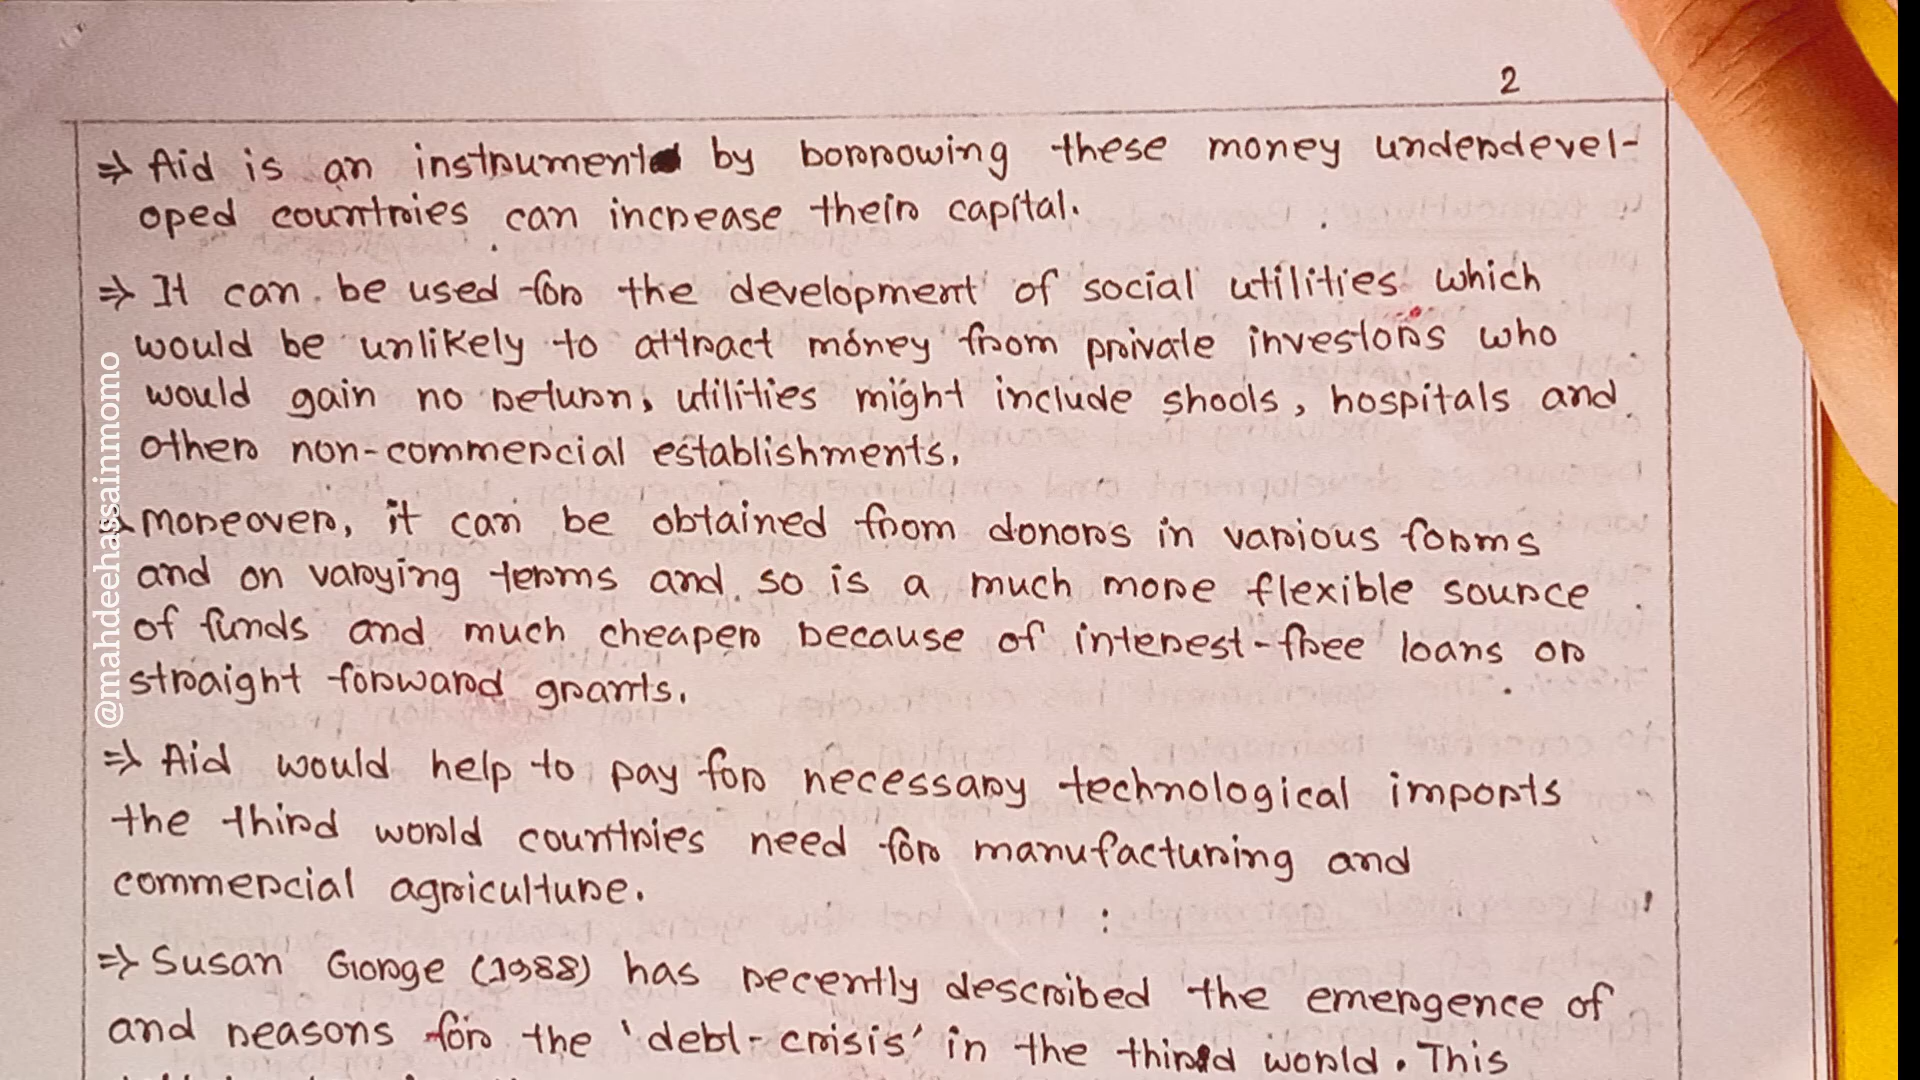 2
⇒ Aid is an instrument by borrowing these money underdevel-
oped countries can increase their capital.
⇒ It can be used for the development of social utilities which
would be unlikely to attract money from private investors who
would gain no return, utilities might include shools, hospitals and
other non-commercial establishments.
moreover, it can be obtained from donors in various forms
and on varying terms and so is a much more flexible source
of funds and much cheaper because of interest-free loans or
straight forward grants.
⇒ Aid would help to pay for necessary technological imports
the third world countries need for manufacturing and
commercial agriculture.
⇒ Susan Gorge (1988) has recently described the emergence of
and reasons for the 'debt-crisis' in the third world. This
@mahdeehassainmomo